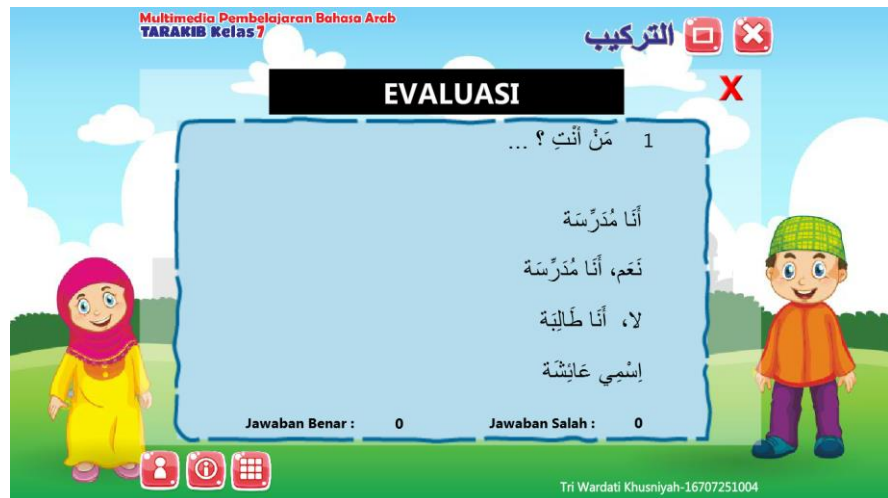 Multimedia Pembelajaran Bahasa Arab
TARAKIB Kelas 7
التركيب
X
EVALUASI
1 مَنْ أَنْتِ ؟ ...
أَنَا مُدَرِّسَة
نَعَم، أَنَا مُدَرِّسَة
لا، أَنَا طَالِبَة
اِسْمِي عَائِشَة
Jawaban Benar : 0 Jawaban Salah : 0
Tri Wardati Khusniyah-16707251004